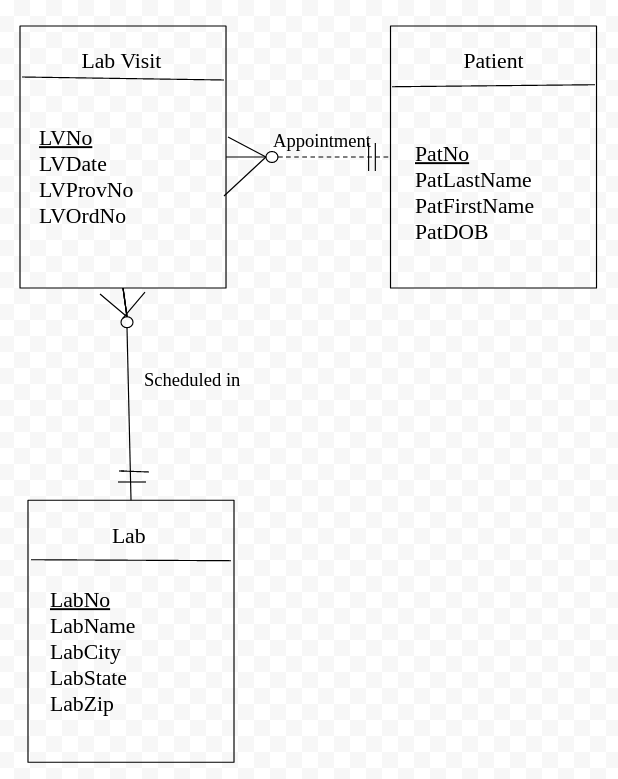 Lab Visit
LVNo
LVDate
LVProvNo
LVOrdNo
Appointment
Patient
PatNo
PatLastName
PatFirstName
PatDOB
Scheduled in
Lab
LabNo
LabName
LabCity
LabState
LabZip